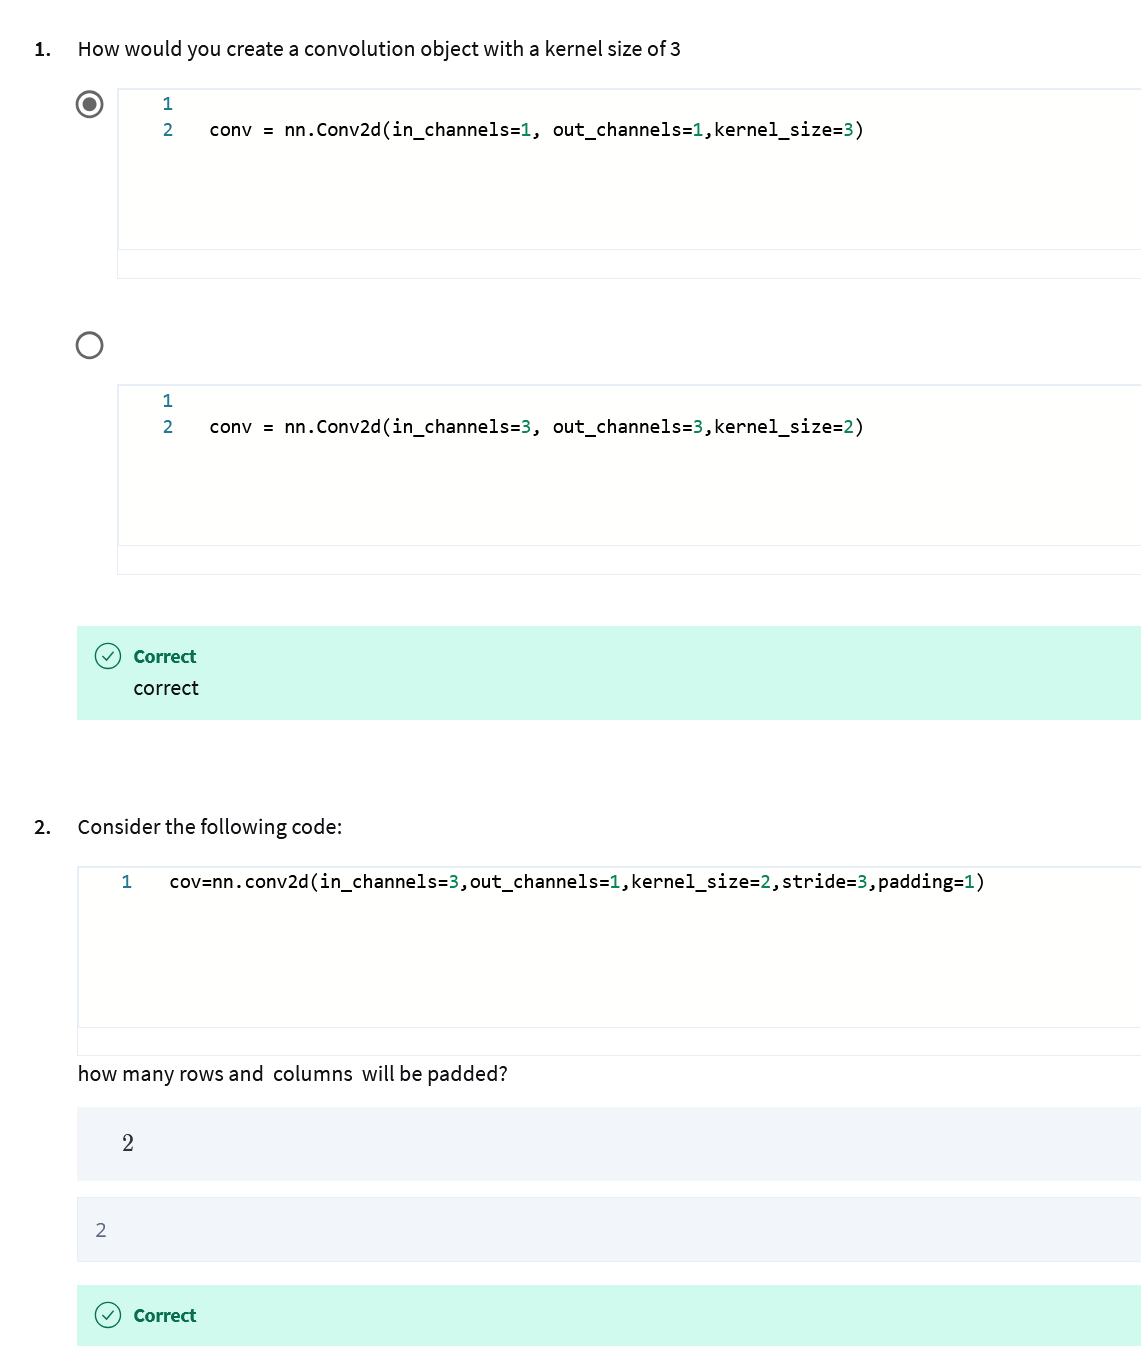 1. How would you create a convolution object with a kernel size of 3
1
2 conv = nn.Conv2d(in_channels=1, out_channels=1,kernel_size=3)
1
2 conv = nn.Conv2d(in_channels=3, out_channels=3,kernel_size=2)
Correct
correct
2. Consider the following code:
1 cov=nn.conv2d(in_channels=3,out_channels=1,kernel_size=2,stride=3,padding=1)
how many rows and columns will be padded?
2
2
Correct